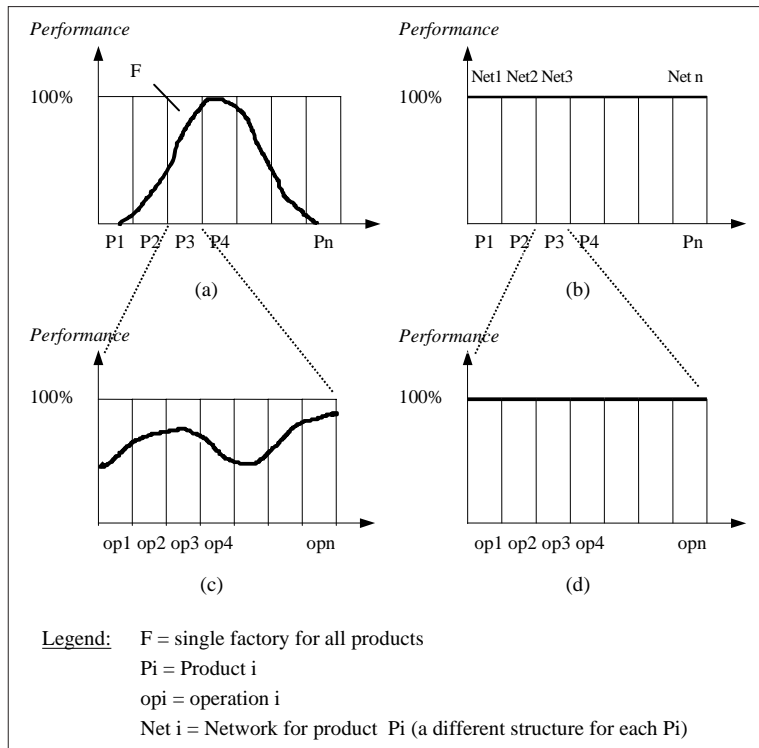 Performance
F
100%
P1 P2 P3 P4 Pn
(a)
Performance
Net1 Net2 Net3 Net n
100%
P1 P2 P3 P4 Pn
(b)
Performance
100%
op1 op2 op3 op4 opn
(c)
Performance
100%
op1 op2 op3 op4 opn
(d)
Legend: F = single factory for all products
Pi = Product i
opi = operation i
Net i = Network for product Pi (a different structure for each Pi)